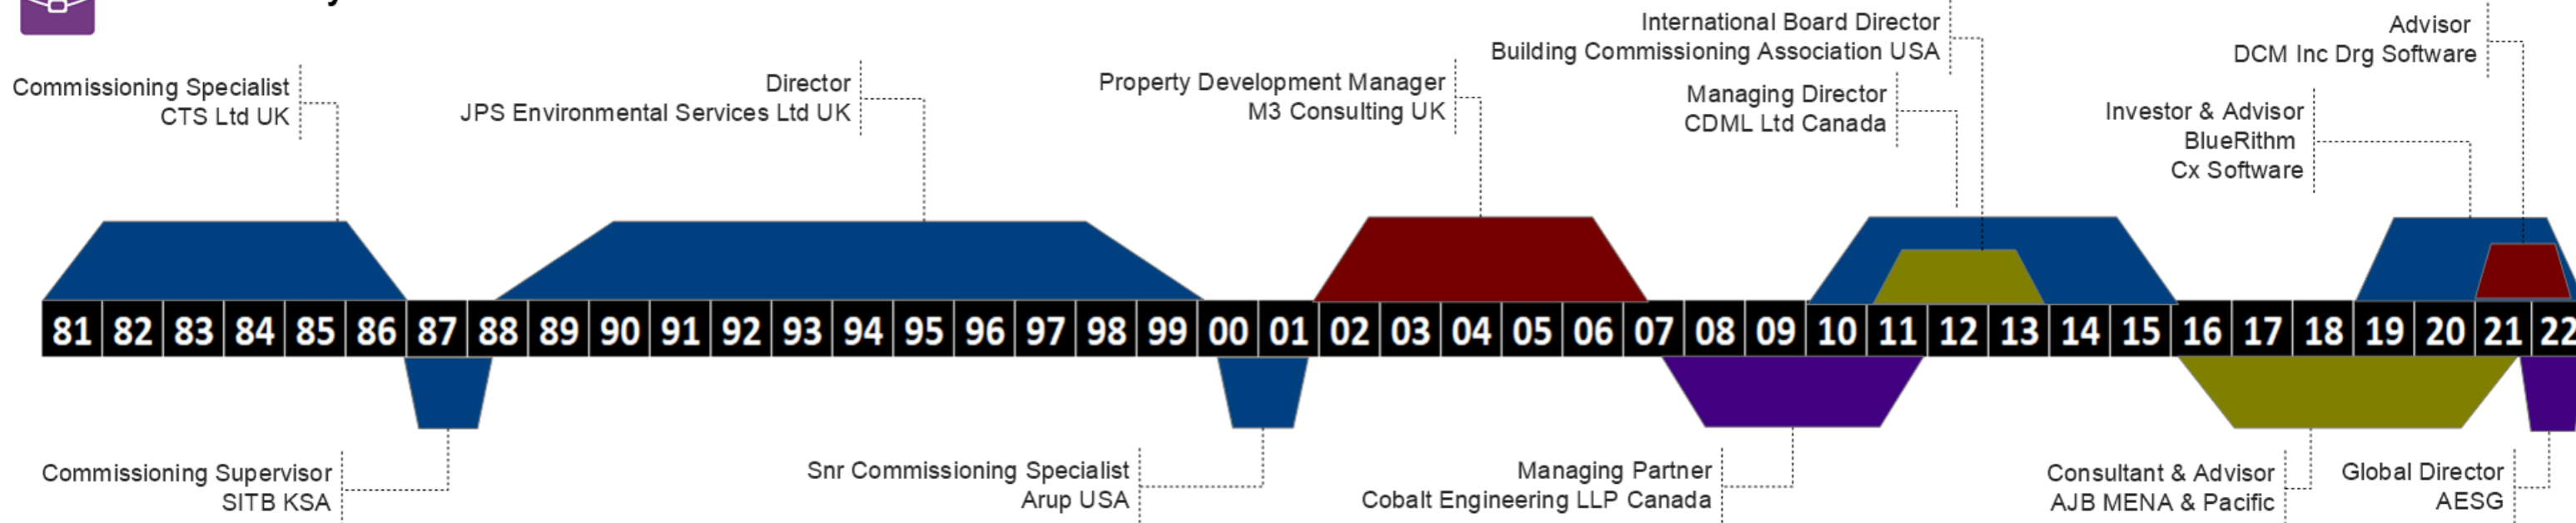 Commissioning Specialist
CTS Ltd UK
Director
JPS Environmental Services Ltd UK
Property Development Manager
M3 Consulting UK
International Board Director
Building Commissioning Association USA
Managing Director
CDML Ltd Canada
Advisor
DCM Inc Drg Software
Investor & Advisor
BlueRithm
Cx Software
81 82 83 84 85 86 87 88 89 90 91 92 93 94 95 96 97 98 99 00 01 02 03 04 05 06 07 08 09 10 11 12 13 14 15 16 17 18 19 20 21 22
Commissioning Supervisor
SITB KSA
Snr Commissioning Specialist
Arup USA
Managing Partner
Cobalt Engineering LLP Canada
Consultant & Advisor
AJB MENA & Pacific
Global Director
AESG